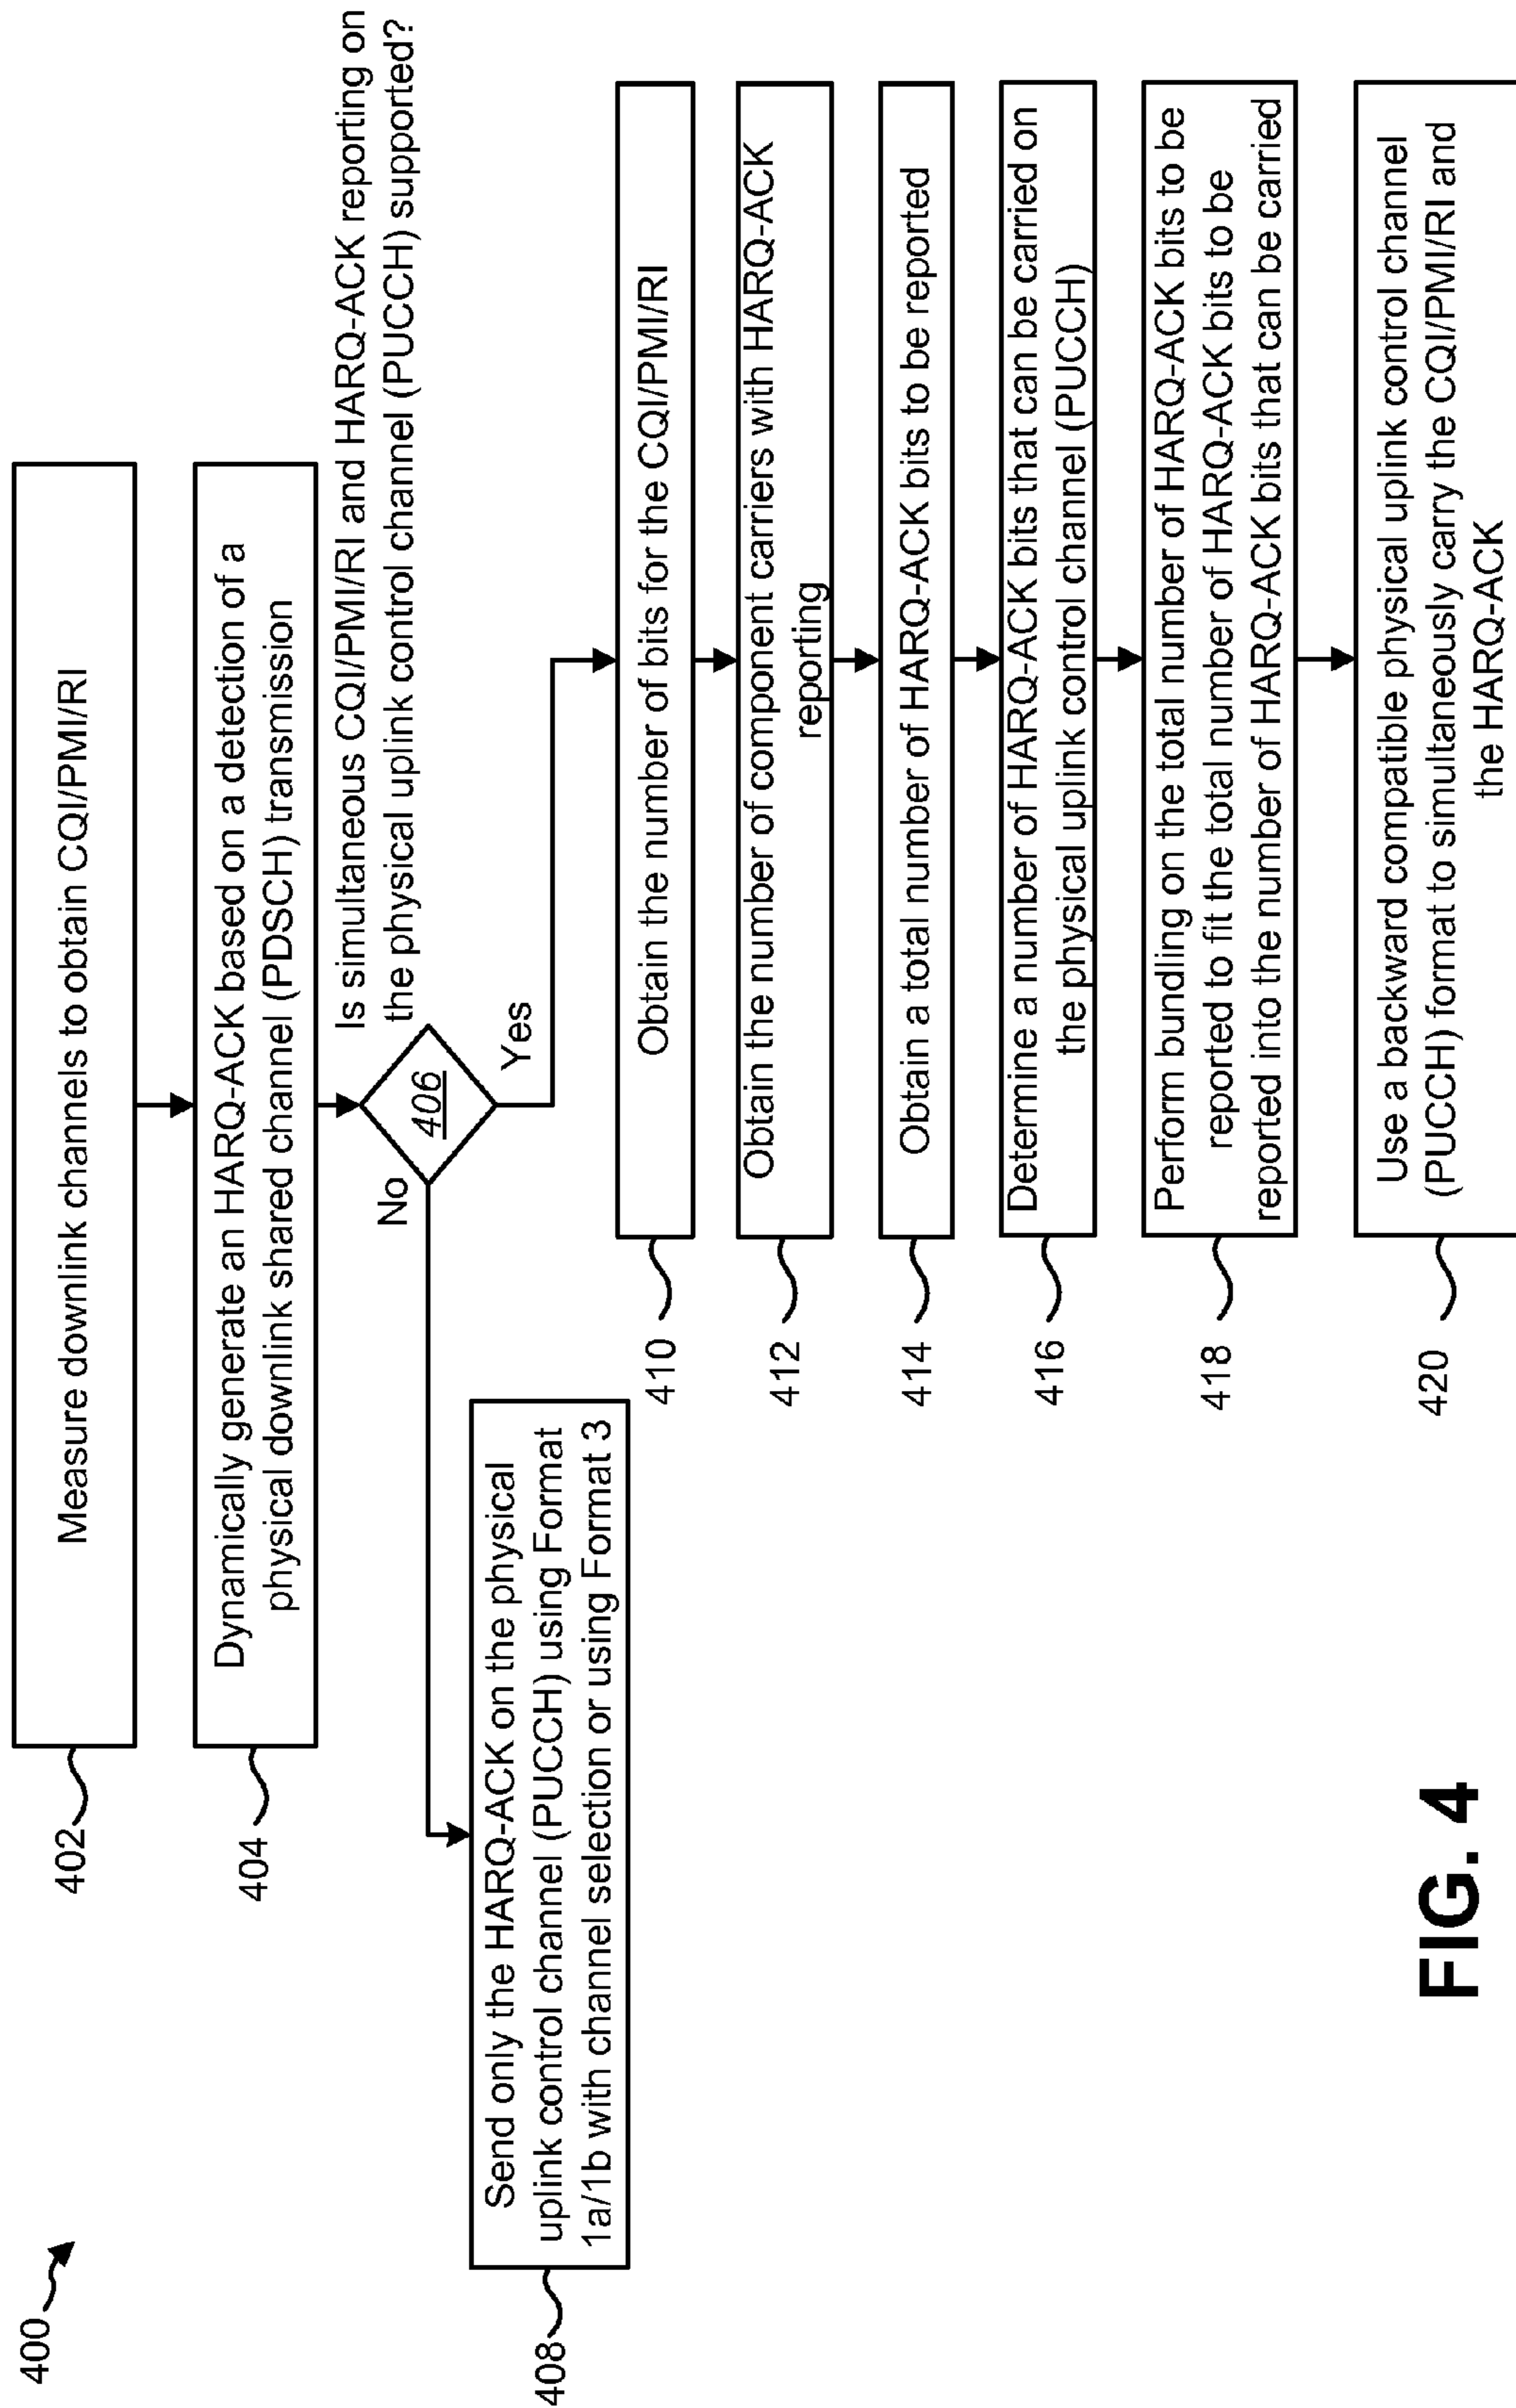 400
402
Measure downlink channels to obtain CQI/PMI/RI
404
Dynamically generate an HARQ-ACK based on a detection of a
physical downlink shared channel (PDSCH) transmission
Is simultaneous CQI/PMI/RI and HARQ-ACK reporting on
the physical uplink control channel (PUCCH) supported?
406
No
Yes
408
Send only the HARQ-ACK on the physical
uplink control channel (PUCCH) using Format
1a/1b with channel selection or using Format 3
410
Obtain the number of bits for the CQI/PMI/RI
412
Obtain the number of component carriers with HARQ-ACK
reporting
414
Obtain a total number of HARQ-ACK bits to be reported
416
Determine a number of HARQ-ACK bits that can be carried on
the physical uplink control channel (PUCCH)
418
Perform bundling on the total number of HARQ-ACK bits to be
reported to fit the total number of HARQ-ACK bits to be
reported into the number of HARQ-ACK bits that can be carried
420
Use a backward compatible physical uplink control channel
(PUCCH) format to simultaneously carry the CQI/PMI/RI and
the HARQ-ACK
FIG. 4